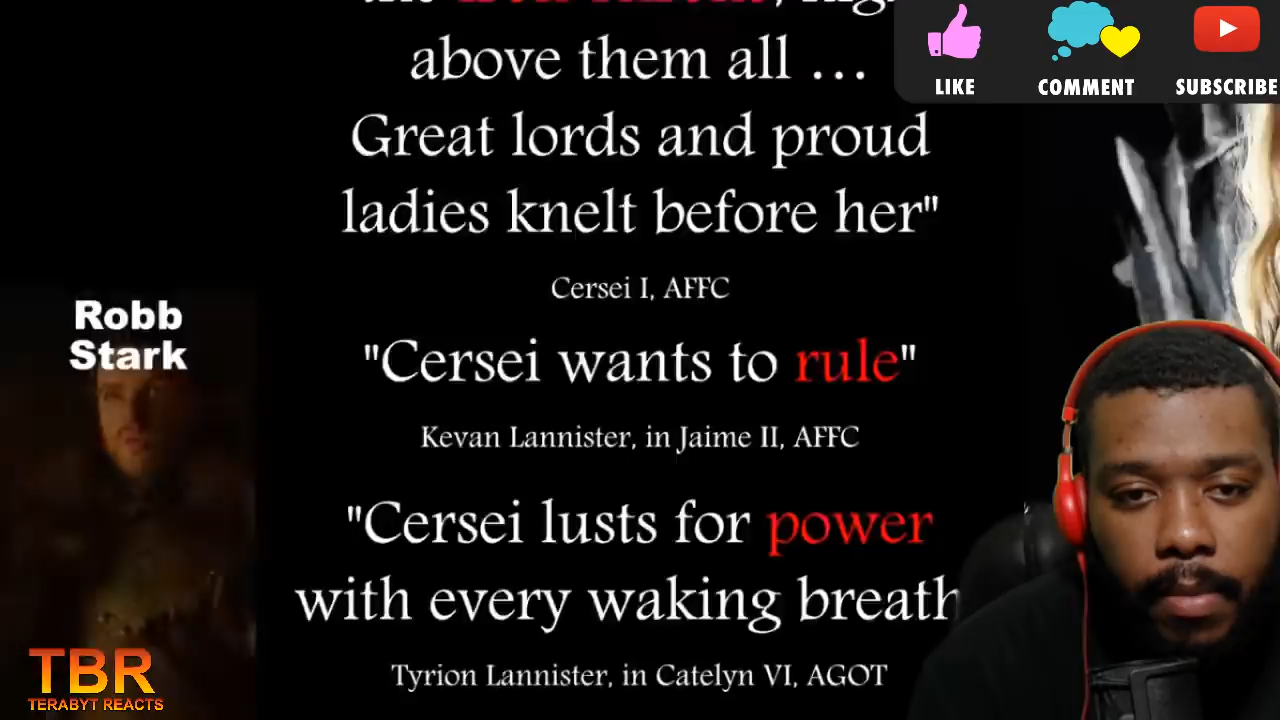 above them all …
Great lords and proud
ladies knelt before her"
Cersei I, AFFC
"Cersei wants to rule"
Kevan Lannister, in Jaime II, AFFC
"Cersei lusts for power
with every waking breath
Tyrion Lannister, in Catelyn VI, AGOT
LIKE
COMMENT
SUBSCRIBE
Robb
Stark
TBR
TERABYT REACTS